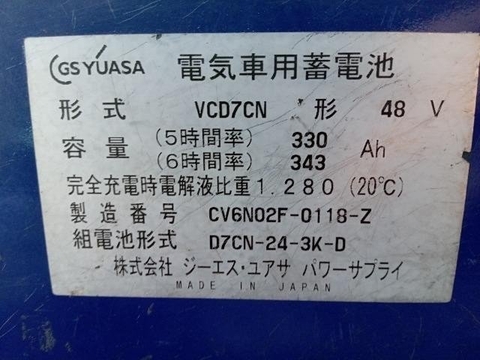 GS YUASA 電気車用蓄電池
形式 VCD7CN 形 48 V
容量 (5時間率) 330 Ah
(6時間率) 343
完全充電時電解液比重1.280(20℃)
製造番号 CV6N02F-0118-Z
組電池形式 D7CN-24-3K-D
株式会社 ジーエス・ユアサ パワーサプライ
MADE IN JAPAN